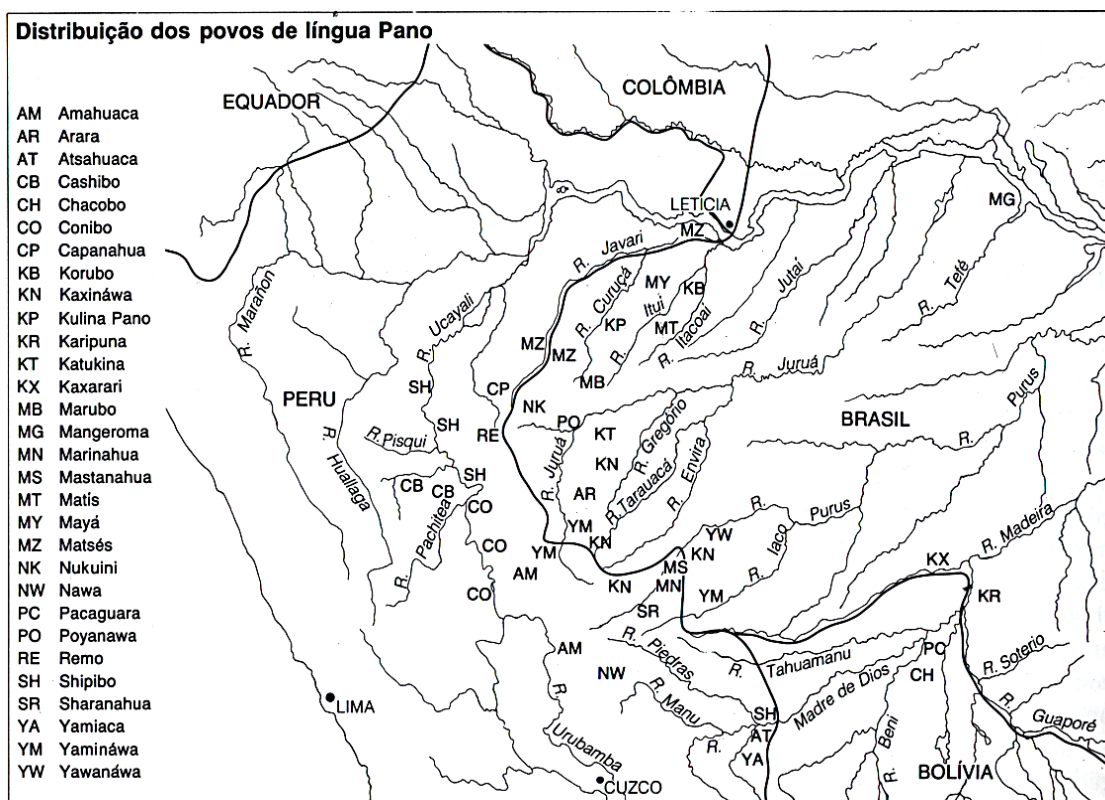 Distribuição dos povos de língua Pano
AM Amahuaca
AR Arara
AT Atsahuaca
CB Cashibo
CH Chacobo
CO Conibo
CP Capanahua
KB Korubo
KN Kaxináwa
KP Kulina Pano
KR Karipuna
KT Katukina
KX Kaxarari
MB Marubo
MG Mangeroma
MN Marinahua
MS Mastanahua
MT Matís
MY Mayá
MZ Matsés
NK Nukuini
NW Nawa
PC Pacaguara
PO Poyanawa
RE Remo
SH Shipibo
SR Sharanahua
YA Yamiaca
YM Yamináwa
YW Yawanáwa
EQUADOR
COLÔMBIA
LETÍCIA
MZ
MG
R. Javari
R. Marañon
R. Ucayali
R. Curuçá
MY
KB
Itui
R.
KP
MT
R. Itacoai
R. Jutaí
R. Tefé
MZ
MZ
MB
R. Juruá
SH
CP
NK
PERU
SH
RE
PO
KT
BRASIL
R. Purus
R. Pisqui
R. Huallaga
SH
CB
CB
CO
R. Juruá
KN
R. Gregório
AR
R. Tarauacá
R. Envira
R. Pachitea
YM
KN
CO
YM
AM
R. Purus
YW
KN
MS
MN
KN
R. Iaco
YM
SR
CO
KX
R. Madeira
KR
AM
NW
R. Piedras
R. Tahuamanu
PC
CH
R. Soterio
R. Manu
R. Madre de Dios
SH
AT
YA
R. Beni
R. Guaporé
LIMA
R. Urubamba
CUZCO
BOLÍVIA